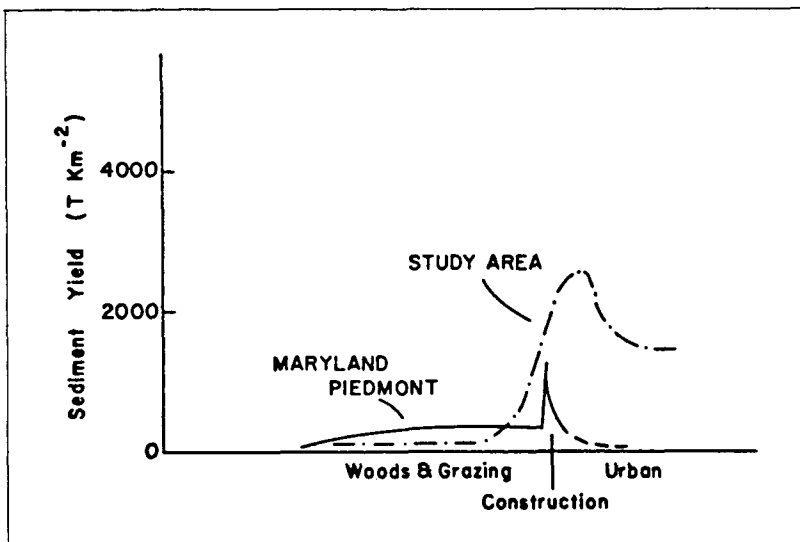 Sediment Yield (T Km⁻²)
4000
2000
0
STUDY AREA
MARYLAND
PIEDMONT
Woods & Grazing
Urban
Construction